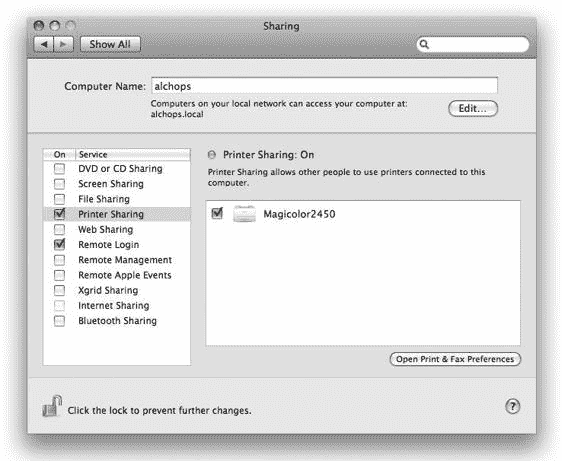 Sharing
Show All
Computer Name: alchops
Computers on your local network can access your computer at:
alchops.local
Edit...
On Service
DVD or CD Sharing
Screen Sharing
File Sharing
Printer Sharing
Web Sharing
Remote Login
Remote Management
Remote Apple Events
Xgrid Sharing
Internet Sharing
Bluetooth Sharing
Printer Sharing: On
Printer Sharing allows other people to use printers connected to this
computer.
Magicolor2450
Open Print & Fax Preferences
Click the lock to prevent further changes.
?